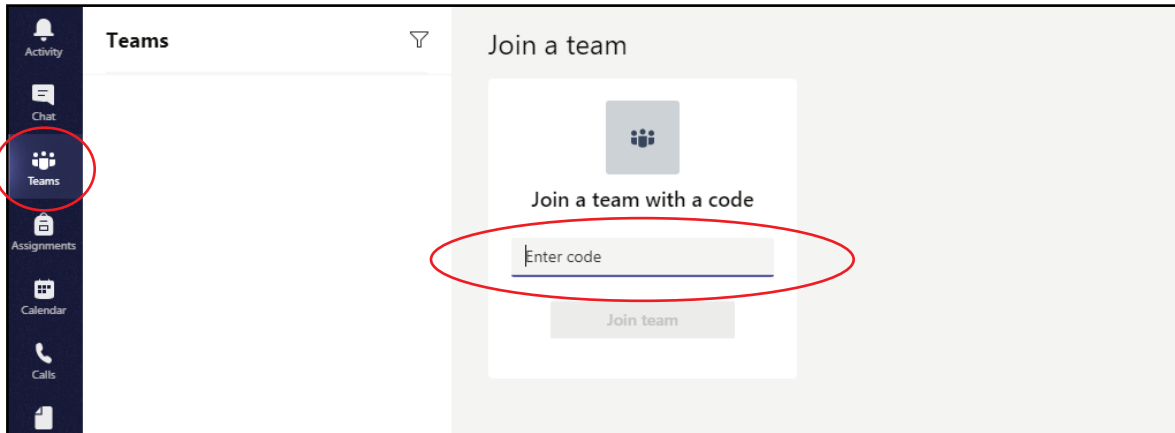 Activity
Chat
Teams
Assignments
Calendar
Calls
Teams
Join a team
Join a team with a code
Enter code
Join team